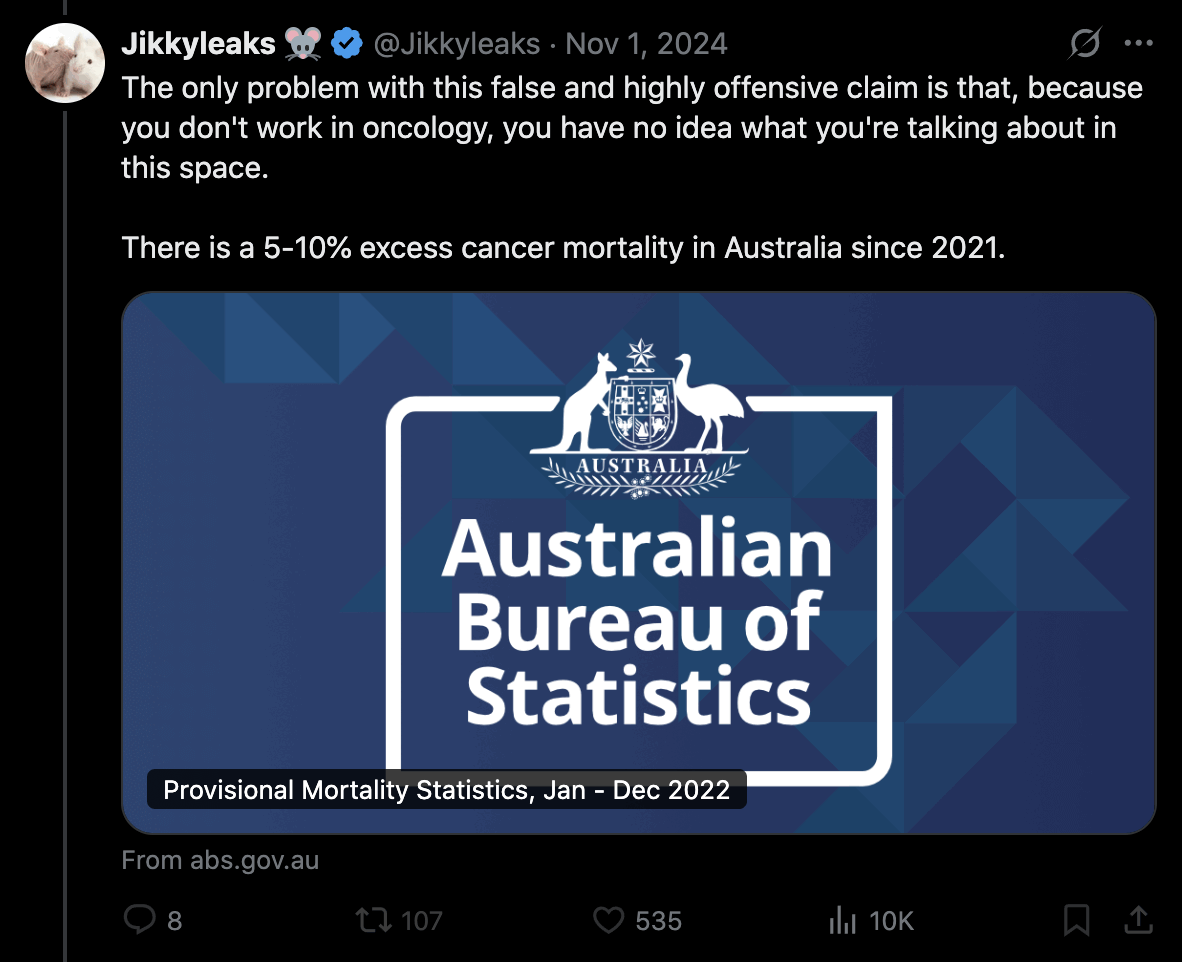 Jikkyleaks 🐭 @Jikkyleaks · Nov 1, 2024
The only problem with this false and highly offensive claim is that, because
you don't work in oncology, you have no idea what you're talking about in
this space.
There is a 5-10% excess cancer mortality in Australia since 2021.
AUSTRALIA
Australian
Bureau of
Statistics
Provisional Mortality Statistics, Jan - Dec 2022
From abs.gov.au
8 107 535 10K